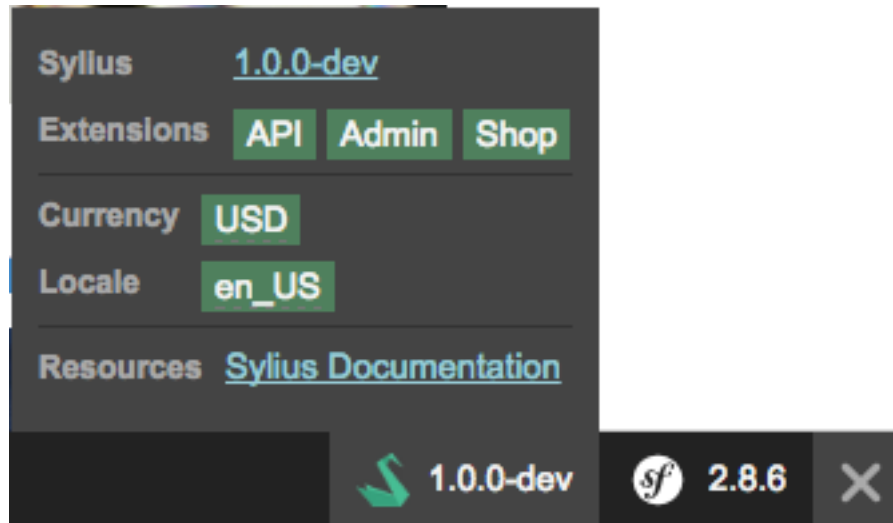 Sylius 1.0.0-dev
Extensions API Admin Shop
Currency USD
Locale en_US
Resources Sylius Documentation
1.0.0-dev sf 2.8.6